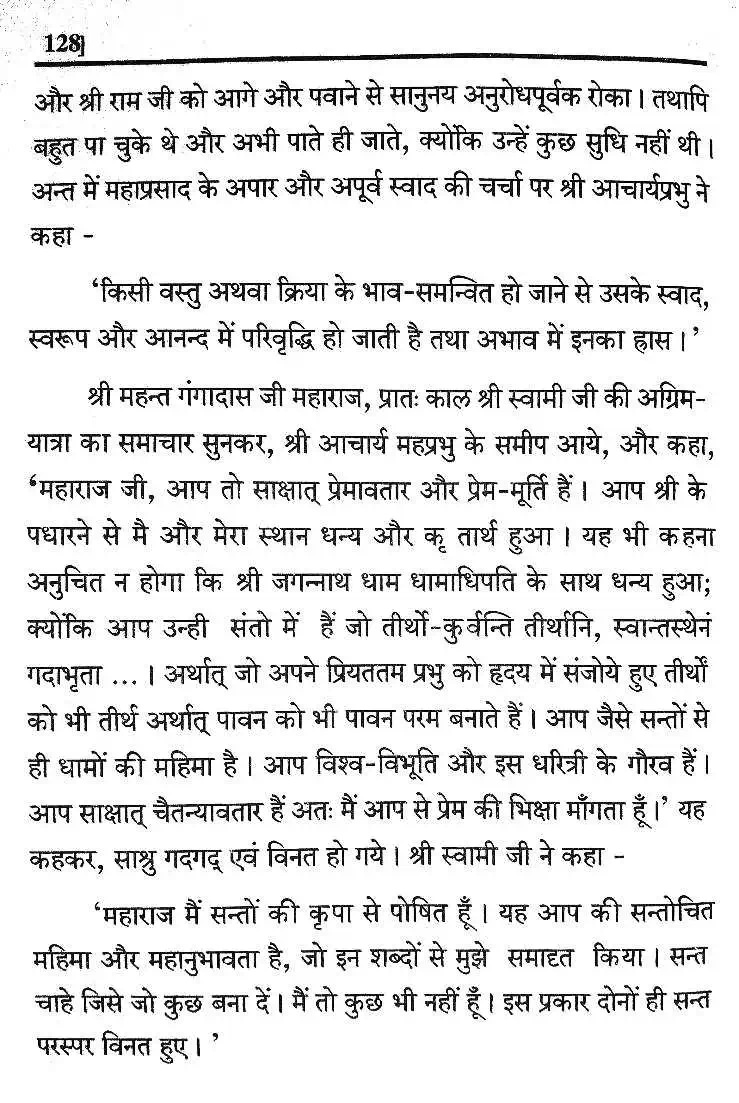 128]
और श्री राम जी को आगे और पवाने से सानुनय अनुरोधपूर्वक रोका। तथापि
बहुत पा चुके थे और अभी पाते ही जाते, क्योंकि उन्हें कुछ सुधि नहीं थी।
अन्त में महाप्रसाद के अपार और अपूर्व स्वाद की चर्चा पर श्री आचार्यप्रभु ने
कहा -
‘किसी वस्तु अथवा क्रिया के भाव-समन्वित हो जाने से उसके स्वाद,
स्वरूप और आनन्द में परिवृद्धि हो जाती है तथा अभाव में इनका ह्रास।’
श्री महन्त गंगादास जी महाराज, प्रातः काल श्री स्वामी जी की अग्रिम-
यात्रा का समाचार सुनकर, श्री आचार्य महप्रभु के समीप आये, और कहा,
‘महाराज जी, आप तो साक्षात् प्रेमावतार और प्रेम-मूर्ति हैं। आप श्री के
पधारने से मै और मेरा स्थान धन्य और कृ तार्थ हुआ। यह भी कहना
अनुचित न होगा कि श्री जगन्नाथ धाम धामाधिपति के साथ धन्य हुआ;
क्योंकि आप उन्ही संतो में हैं जो तीर्थो-कुर्वन्ति तीर्थानि, स्वान्तस्थेनं
गदाभृता ...। अर्थात् जो अपने प्रियततम प्रभु को हृदय में संजोये हुए तीर्थों
को भी तीर्थ अर्थात् पावन को भी पावन परम बनाते हैं। आप जैसे सन्तों से
ही धामों की महिमा है। आप विश्व-विभूति और इस धरित्री के गौरव हैं।
आप साक्षात् चैतन्यावतार हैं अतः मैं आप से प्रेम की भिक्षा माँगता हूँ।’ यह
कहकर, साश्रु गदगद् एवं विनत हो गये। श्री स्वामी जी ने कहा -
‘महाराज मैं सन्तों की कृपा से पोषित हूँ। यह आप की सन्तोचित
महिमा और महानुभावता है, जो इन शब्दों से मुझे समादृत किया। सन्त
चाहे जिसे जो कुछ बना दें। मैं तो कुछ भी नहीं हूँ। इस प्रकार दोनों ही सन्त
परस्पर विनत हुए। ’